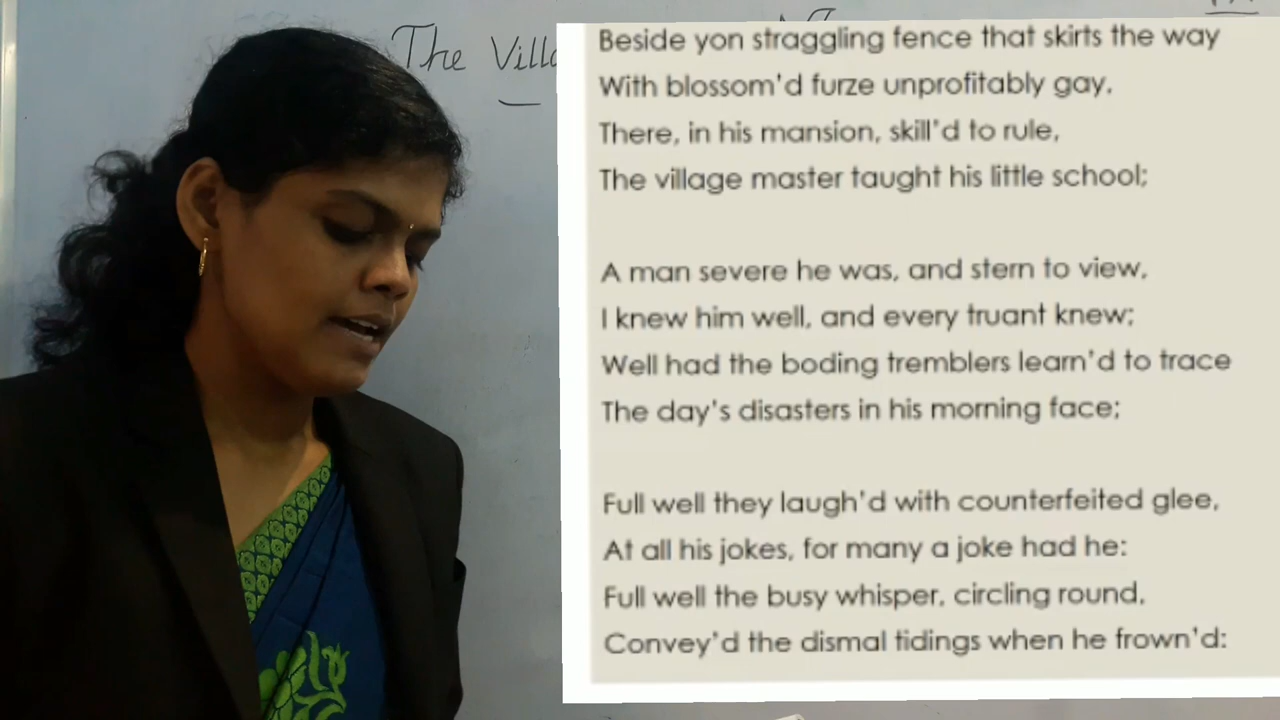 The Villa
Beside yon straggling fence that skirts the way
With blossom'd furze unprofitably gay,
There, in his mansion, skill'd to rule,
The village master taught his little school;
A man severe he was, and stern to view,
I knew him well, and every truant knew;
Well had the boding tremblers learn'd to trace
The day's disasters in his morning face;
Full well they laugh'd with counterfeited glee,
At all his jokes, for many a joke had he:
Full well the busy whisper, circling round,
Convey'd the dismal tidings when he frown'd: